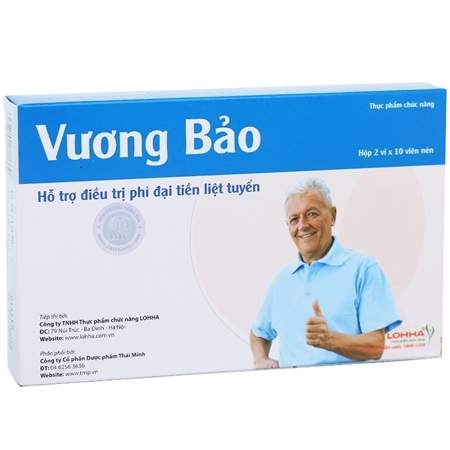 Thực phẩm chức năng
Vương Bảo
Hộp 2 vỉ x 10 viên nén
Hỗ trợ điều trị phì đại tiền liệt tuyến
Tiếp thị bởi:
Công ty TNHH Thực phẩm chức năng LOHHA
ĐC: 79 Núi Trúc - Ba Đình - Hà Nội
Website: www.lohha.com.vn
Phân phối bởi:
Công ty Cổ phần Dược phẩm Thái Minh
ĐT: 04 6256 3636
Website: www.tmp.vn
LOHHA